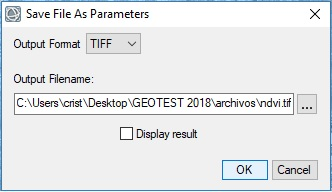 Save File As Parameters
Output Format TIFF
Output Filename:
C:\Users\crist\Desktop\GEOTEST 2018\archivos\ndvi.tif ...
Display result
OK Cancel